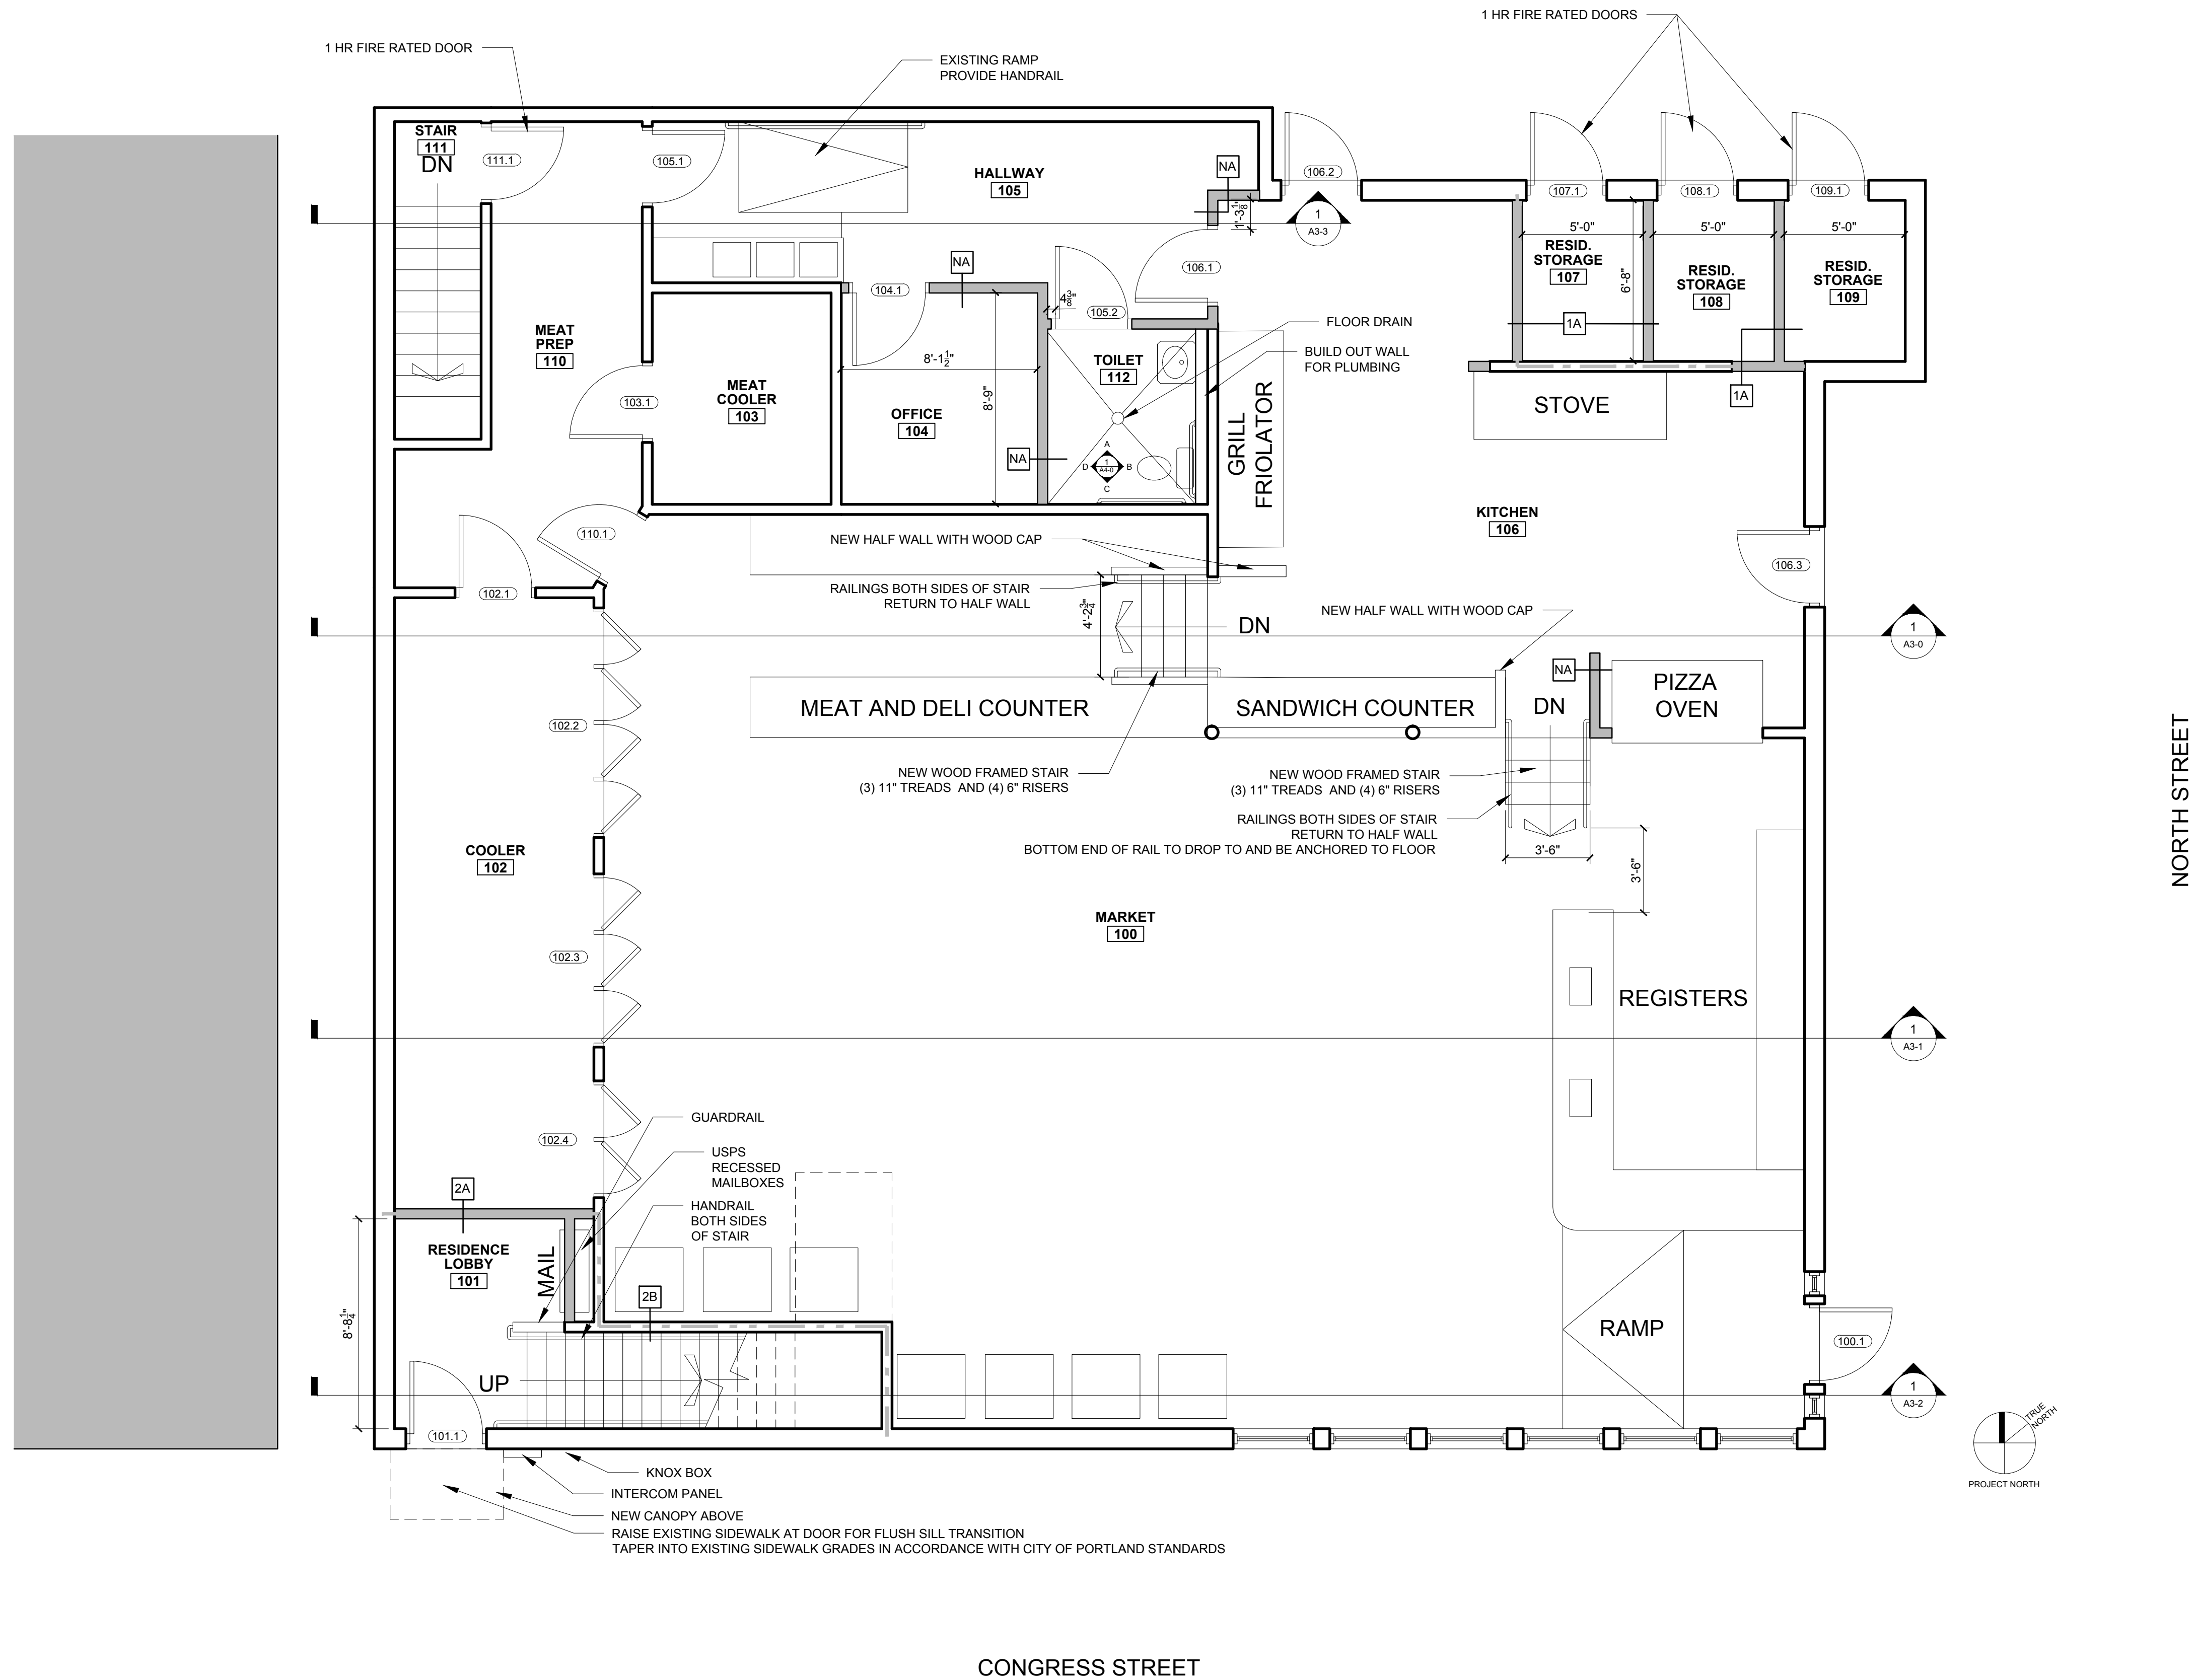 1 HR FIRE RATED DOORS
1 HR FIRE RATED DOOR
EXISTING RAMP
PROVIDE HANDRAIL
STAIR
111
DN
111.1
105.1
HALLWAY
105
NA
106.2
1
A3-3
1'-3 1/8"
107.1
108.1
109.1
5'-0"
5'-0"
5'-0"
RESID.
STORAGE
107
RESID.
STORAGE
108
RESID.
STORAGE
109
6'-8"
1A
1A
NA
104.1
106.1
4 3/8"
105.2
MEAT
PREP
110
103.1
MEAT
COOLER
103
8'-1 1/2"
8'-9"
OFFICE
104
NA
TOILET
112
A
D
1
A4-0
B
C
FLOOR DRAIN
BUILD OUT WALL
FOR PLUMBING
GRILL
FRIOLATOR
STOVE
KITCHEN
106
106.3
110.1
102.1
NEW HALF WALL WITH WOOD CAP
RAILINGS BOTH SIDES OF STAIR
RETURN TO HALF WALL
4'-2 3/4"
DN
NEW HALF WALL WITH WOOD CAP
1
A3-0
NA
PIZZA
OVEN
DN
MEAT AND DELI COUNTER
SANDWICH COUNTER
102.2
NEW WOOD FRAMED STAIR
(3) 11" TREADS AND (4) 6" RISERS
NEW WOOD FRAMED STAIR
(3) 11" TREADS AND (4) 6" RISERS
RAILINGS BOTH SIDES OF STAIR
RETURN TO HALF WALL
BOTTOM END OF RAIL TO DROP TO AND BE ANCHORED TO FLOOR
3'-6"
3'-6"
NORTH STREET
COOLER
102
MARKET
100
102.3
REGISTERS
1
A3-1
102.4
GUARDRAIL
USPS
RECESSED
MAILBOXES
HANDRAIL
BOTH SIDES
OF STAIR
2A
RESIDENCE
LOBBY
101
MAIL
2B
8'-8 1/4"
UP
RAMP
100.1
1
A3-2
101.1
KNOX BOX
INTERCOM PANEL
NEW CANOPY ABOVE
RAISE EXISTING SIDEWALK AT DOOR FOR FLUSH SILL TRANSITION
TAPER INTO EXISTING SIDEWALK GRADES IN ACCORDANCE WITH CITY OF PORTLAND STANDARDS
TRUE
NORTH
PROJECT NORTH
CONGRESS STREET